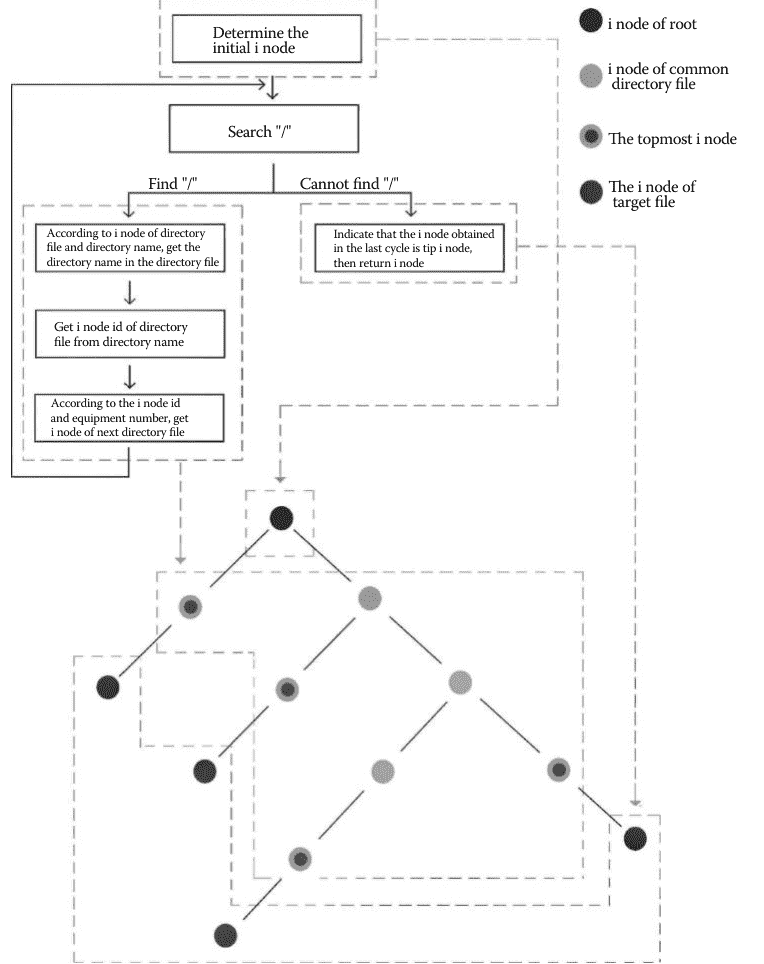 Determine the
initial i node
Search "/"
Find "/"
Cannot find "/"
According to i node of directory
file and directory name, get the
directory name in the directory file
Indicate that the i node obtained
in the last cycle is tip i node,
then return i node
Get i node id of directory
file from directory name
According to the i node id
and equipment number, get
i node of next directory file
i node of root
i node of common
directory file
The topmost i node
The i node of
target file